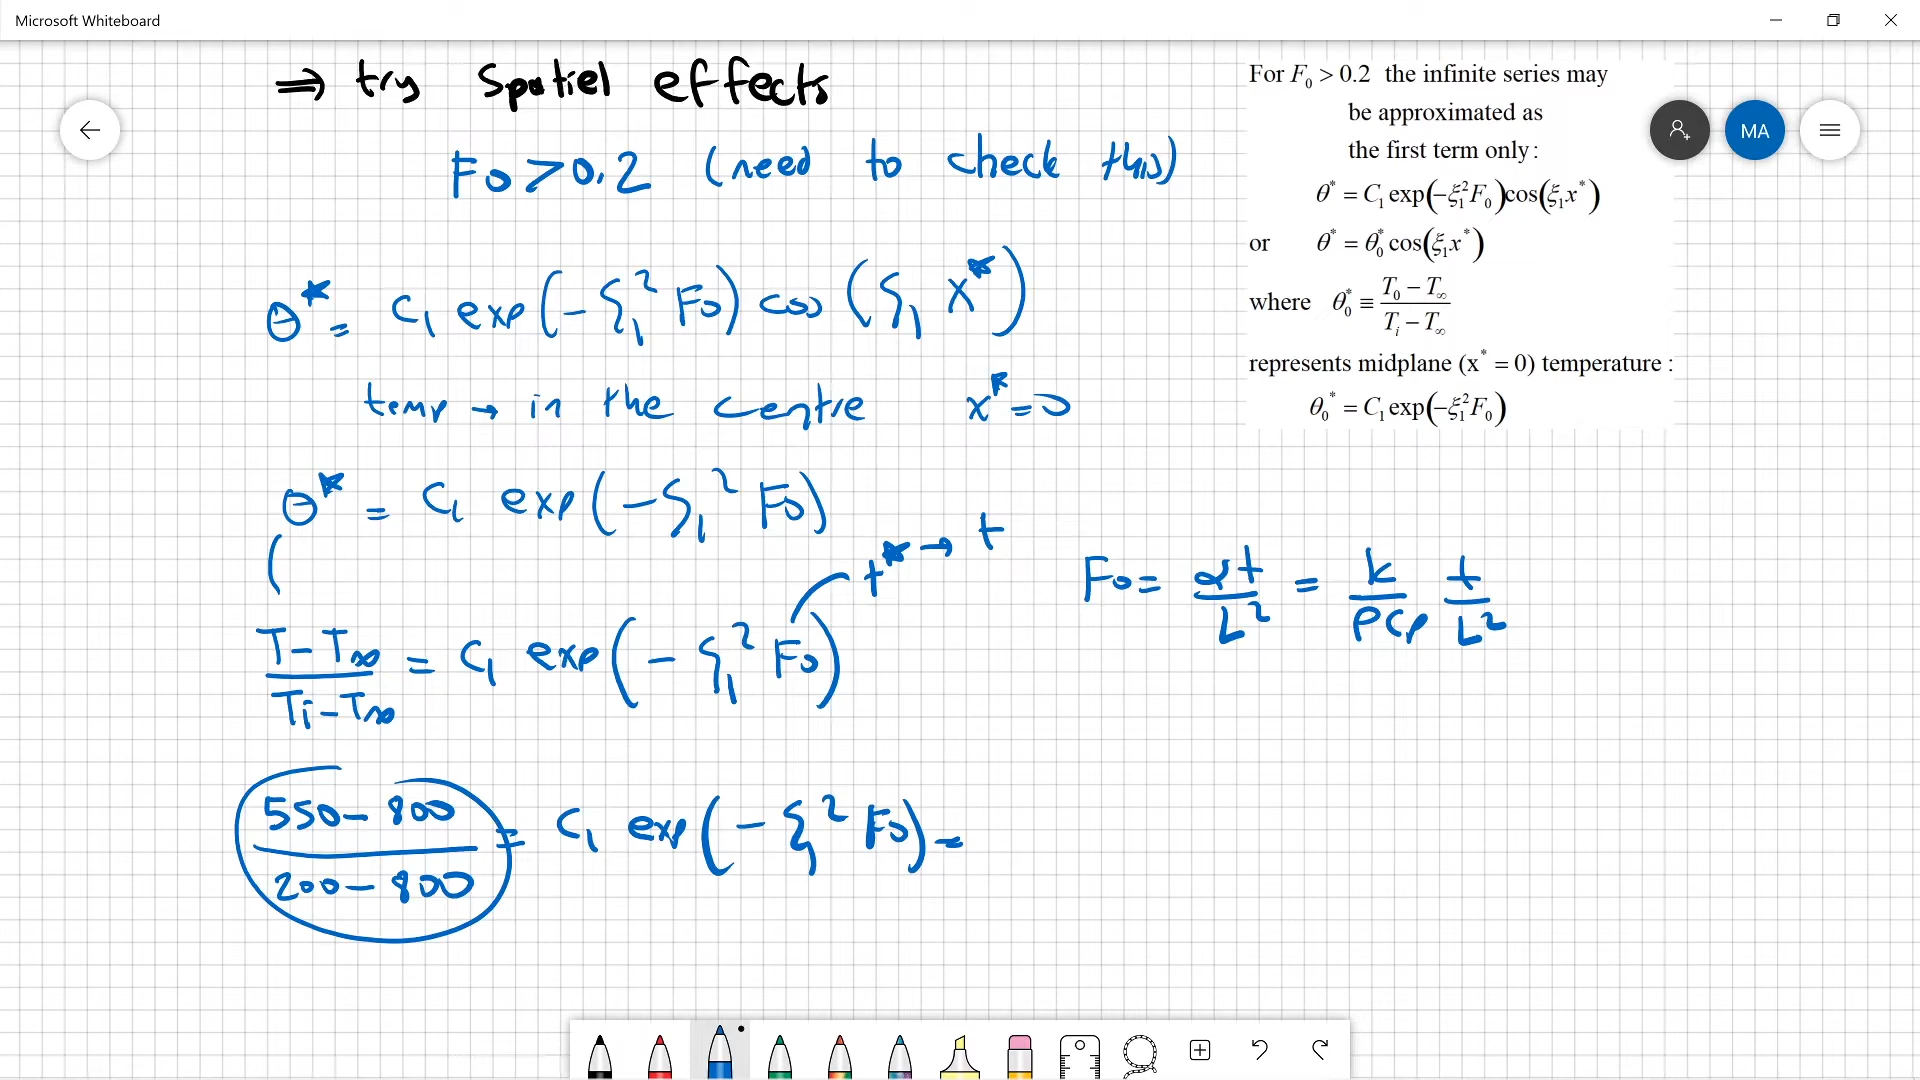 Microsoft Whiteboard
⇒ try Spatiel effects
Fo > 0.2 (need to check this)
θ* = C₁ exp(-ξ₁² Fo) cos (ξ₁ x*)
temp → in the centre x* = 0
θ* = C₁ exp(-ξ₁² Fo)
t* → t
(T - T∞)/(Ti - T∞) = C₁ exp(-ξ₁² Fo)
(550 - 800)/(200 - 800) = C₁ exp(-ξ₁² Fo) =
Fo = αt/L² = k/ρCp t/L²
For F₀ > 0.2 the infinite series may
be approximated as
the first term only :
θ* = C₁ exp(-ξ₁²F₀)cos(ξ₁x*)
or θ* = θ₀* cos(ξ₁x*)
where θ₀* ≡ (T₀ - T∞)/(Tᵢ - T∞)
represents midplane (x* = 0) temperature :
θ₀* = C₁ exp(-ξ₁²F₀)
MA